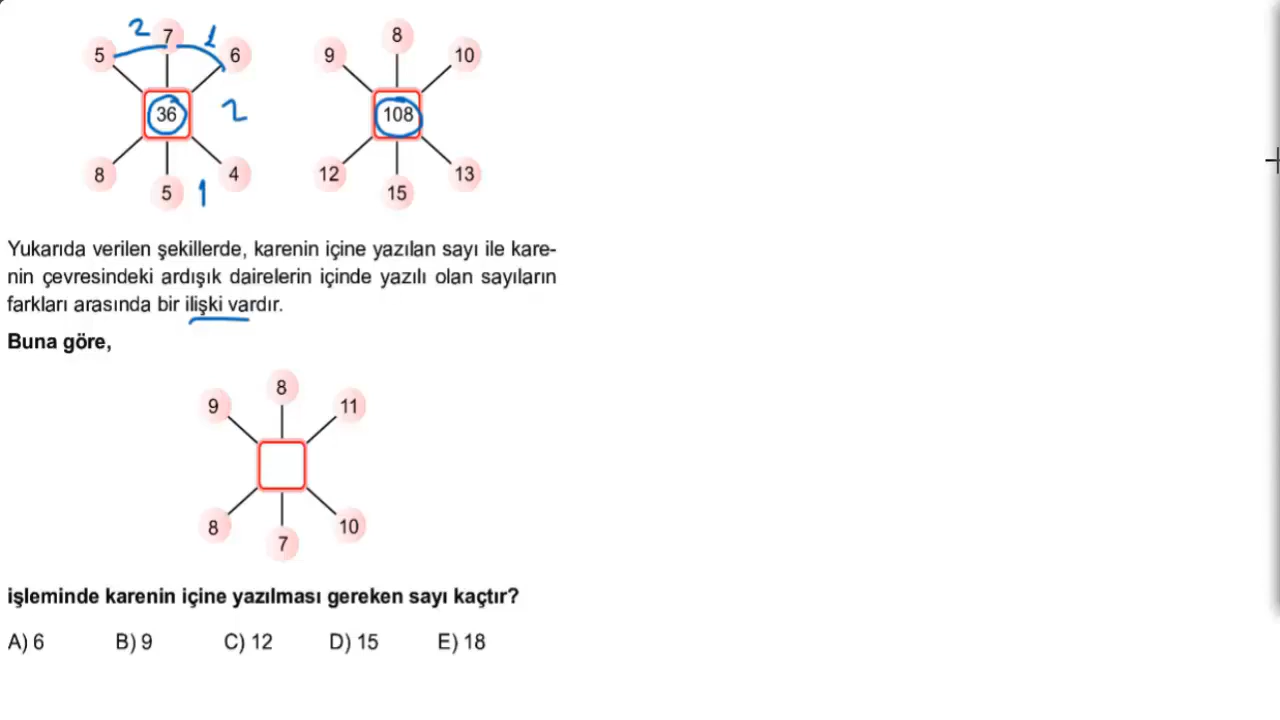 2 7 1 8
5 6 9 10
36 2 108
8 4 12 13
5 1 15
Yukarıda verilen şekillerde, karenin içine yazılan sayı ile kare-
nin çevresindeki ardışık dairelerin içinde yazılı olan sayıların
farkları arasında bir ilişki vardır.
Buna göre,
8
9 11
8 10
7
işleminde karenin içine yazılması gereken sayı kaçtır?
A) 6 B) 9 C) 12 D) 15 E) 18